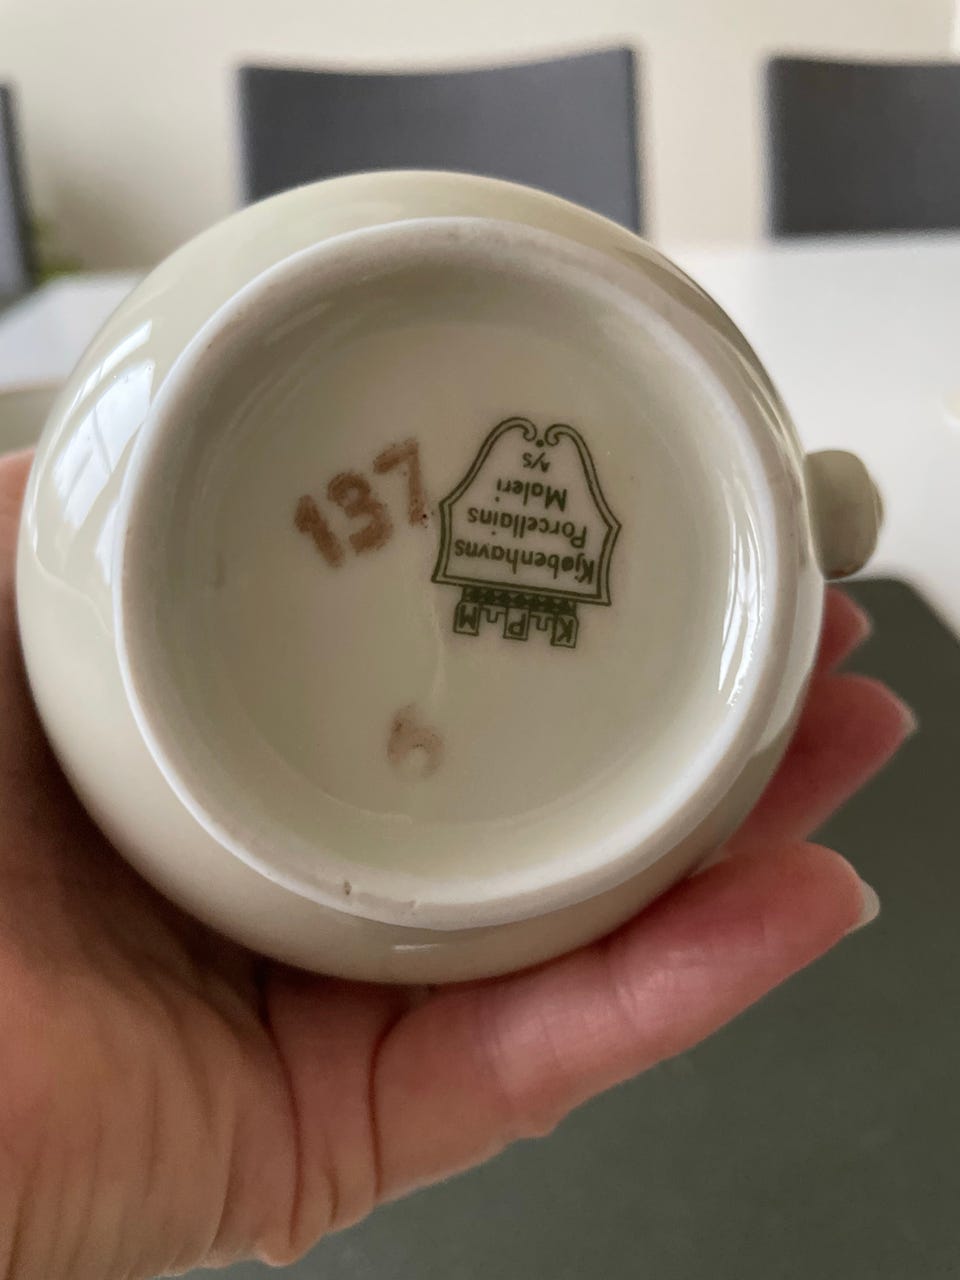 K P M
Kjøbenhavns
Porcellains
Maleri
A/S
137
6